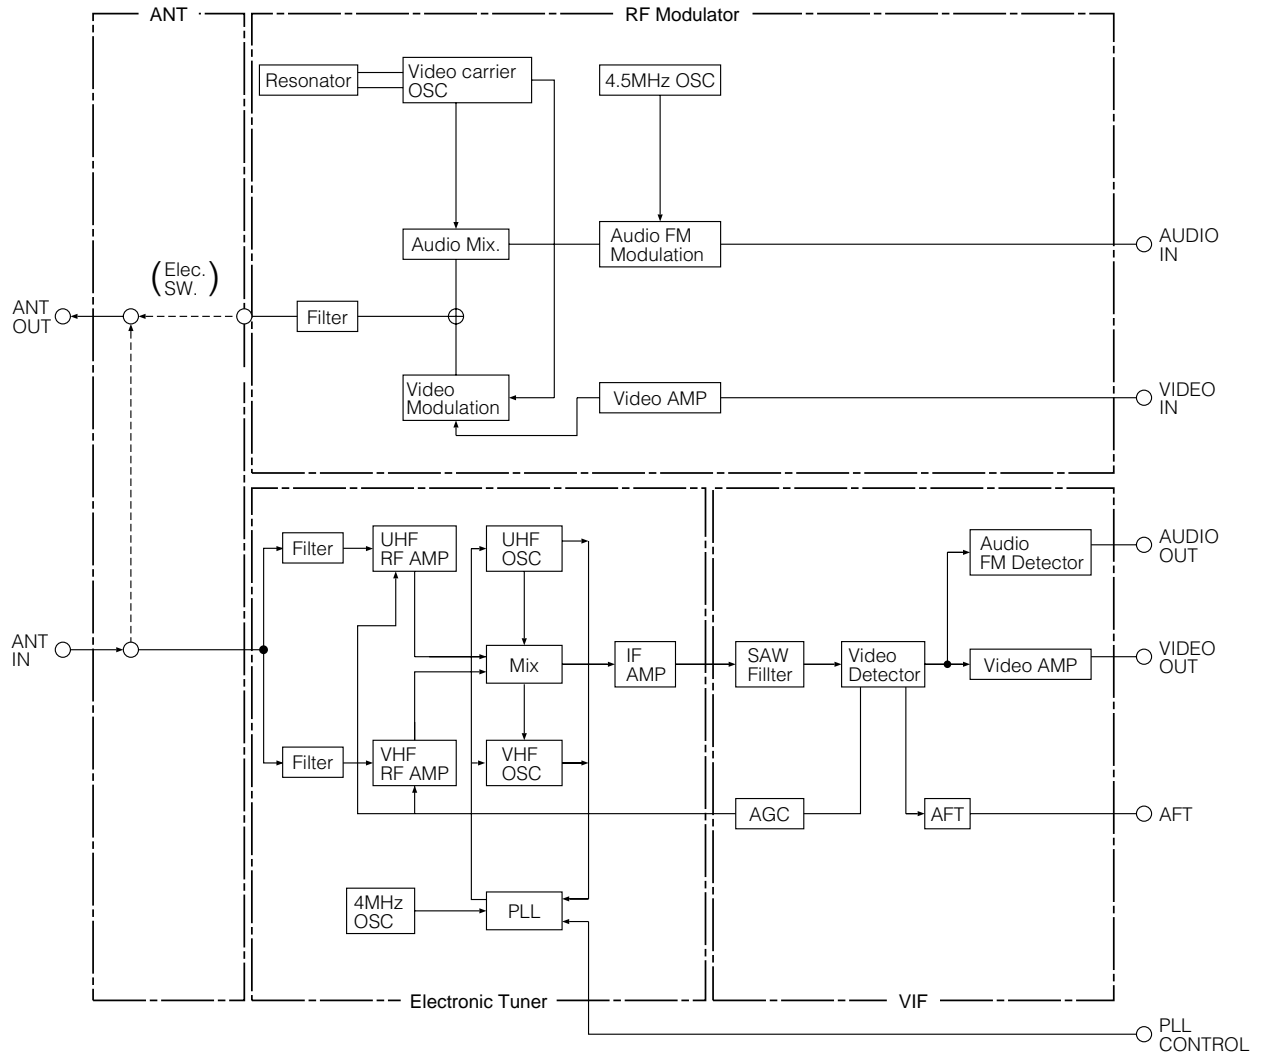 ANT
RF Modulator
Resonator
Video carrier
OSC
4.5MHz OSC
Audio Mix.
Audio FM
Modulation
AUDIO
IN
(Elec.
SW.)
ANT
OUT
Filter
Video
Modulation
Video AMP
VIDEO
IN
Filter
UHF
RF AMP
UHF
OSC
Audio
FM Detector
AUDIO
OUT
ANT
IN
Mix
IF
AMP
SAW
Fillter
Video
Detector
Video AMP
VIDEO
OUT
Filter
VHF
RF AMP
VHF
OSC
AGC
AFT
AFT
4MHz
OSC
PLL
Electronic Tuner
VIF
PLL
CONTROL